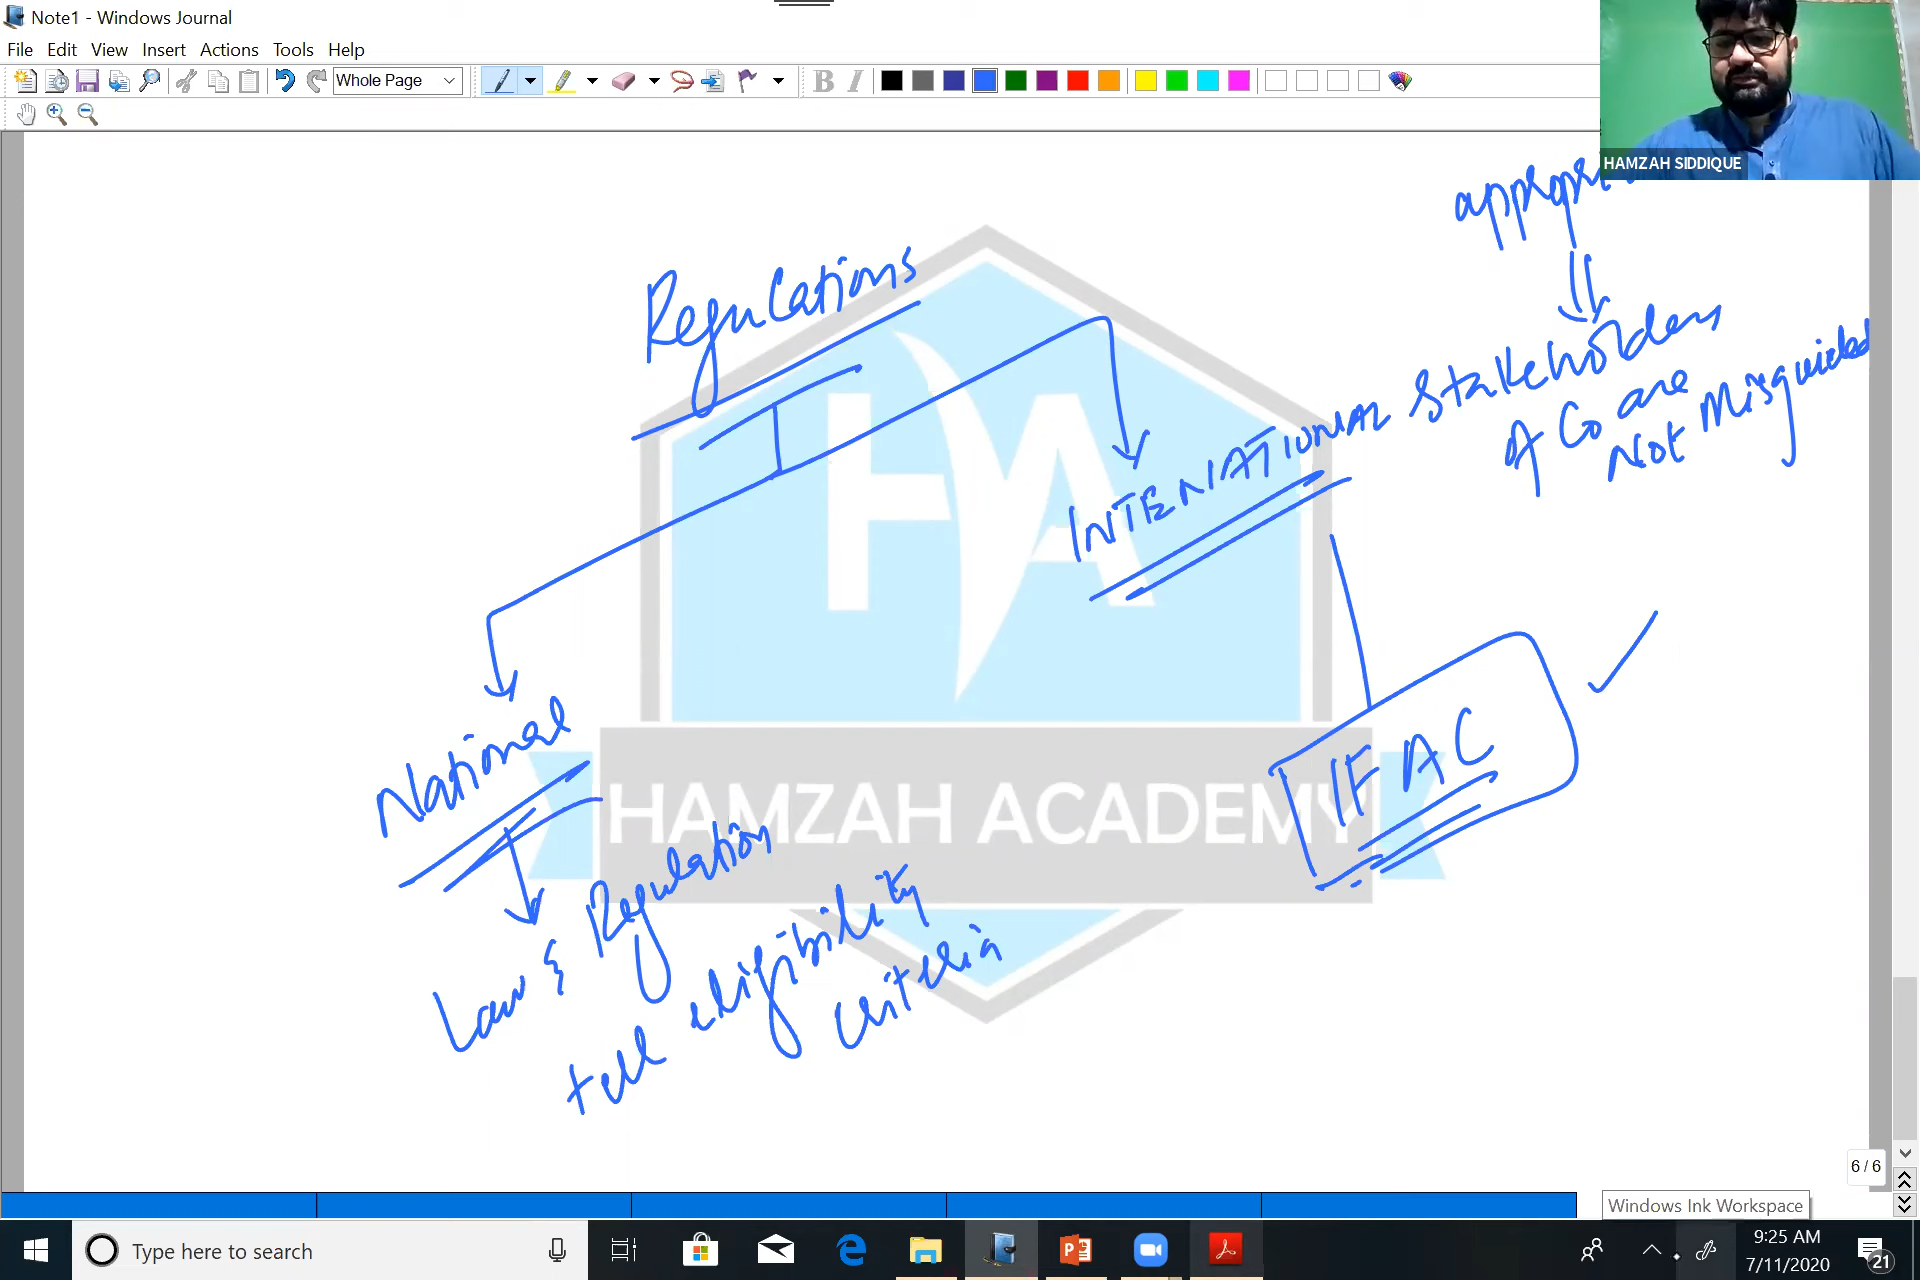 Note1 - Windows Journal
File Edit View Insert Actions Tools Help
Whole Page
B I
HAMZAH SIDDIQUE
Regulations
Stakeholders
of Co are
Not Misguided
INTENIATIONAL
National
IFAC
HAMZAH ACADEMY
Law & Regulation
tell eligibility
criteria
6 / 6
Windows Ink Workspace
Type here to search
9:25 AM
7/11/2020
21